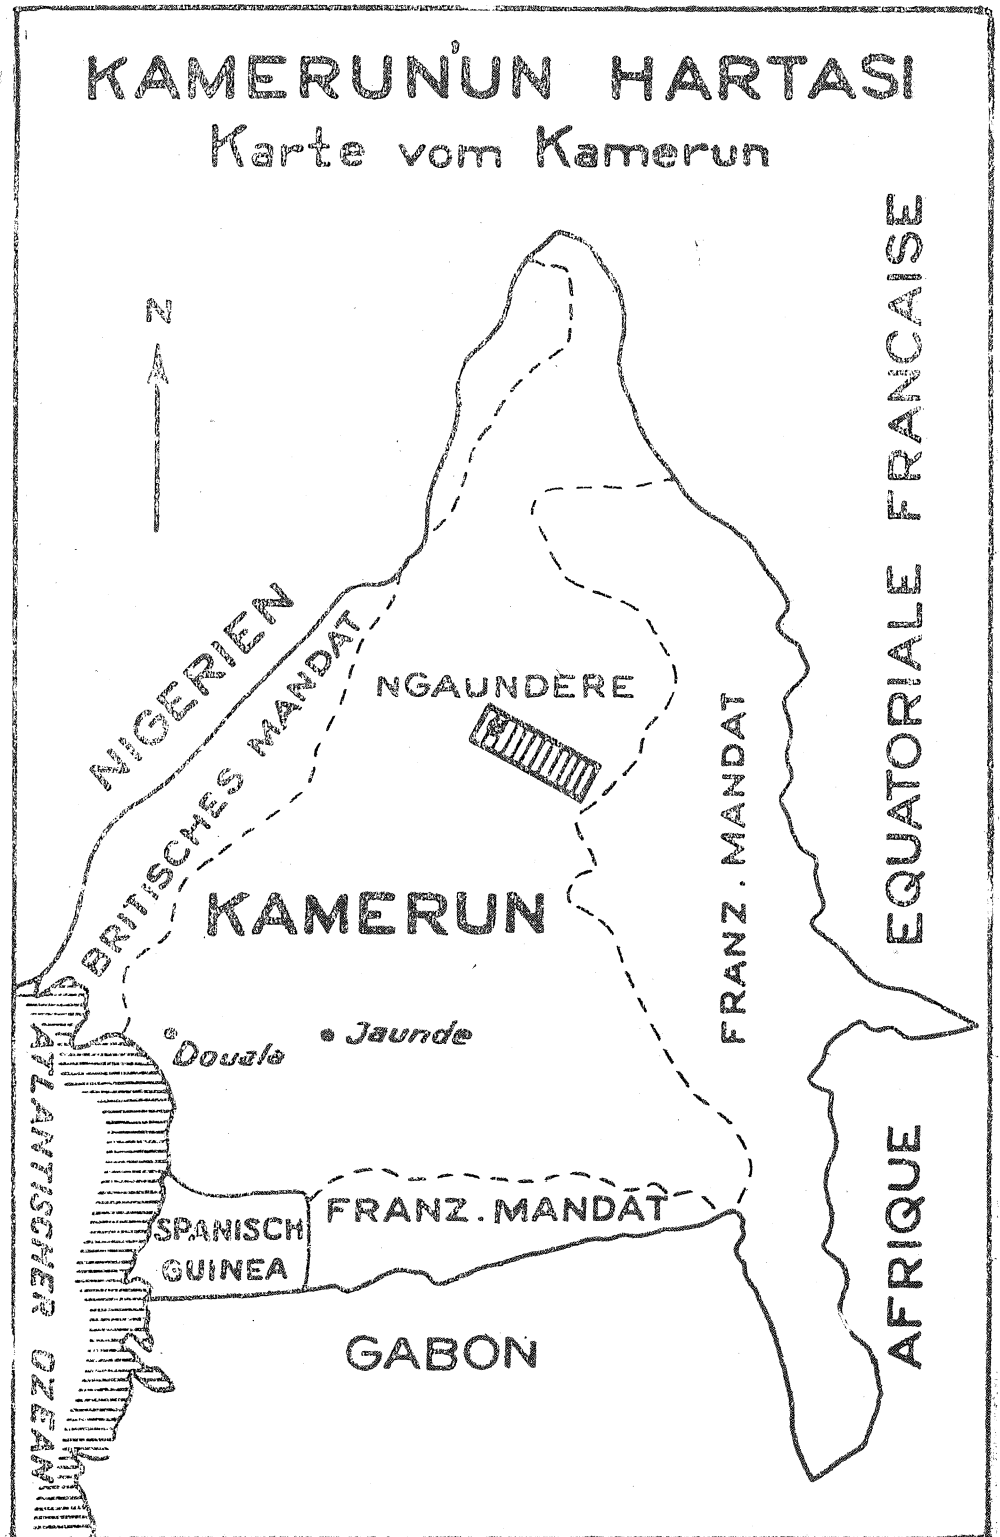 KAMERUN'UN HARTASI
Karte vom Kamerun
N
NIGERIEN
BRITISCHES MANDAT
NGAUNDERE
FRANZ. MANDAT
AFRIQUE EQUATORIALE FRANCAISE
KAMERUN
Douala
Jaunde
ATLANTISCHER OZEAN
FRANZ. MANDAT
SPANISCH
GUINEA
GABON